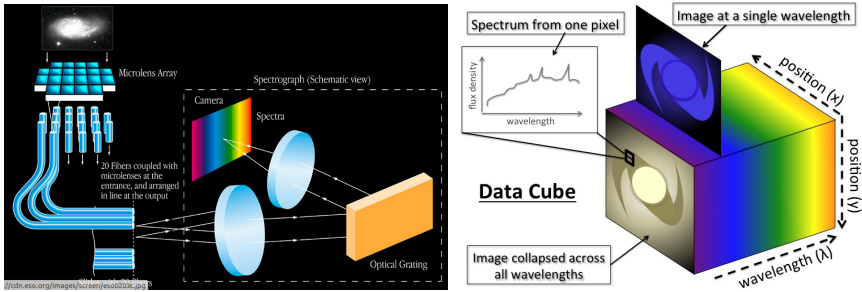 Microlens Array
Spectrograph (Schematic view)
Camera
Spectra
20 Fibers coupled with
microlenses at the
entrance, and arranged
in line at the output
Optical Grating
//cdn.eso.org/images/screen/eso0203c.jpg
Spectrum from one pixel
Image at a single wavelength
flux density
wavelength
position (x)
position (y)
Data Cube
Image collapsed across
all wavelengths
wavelength (λ)